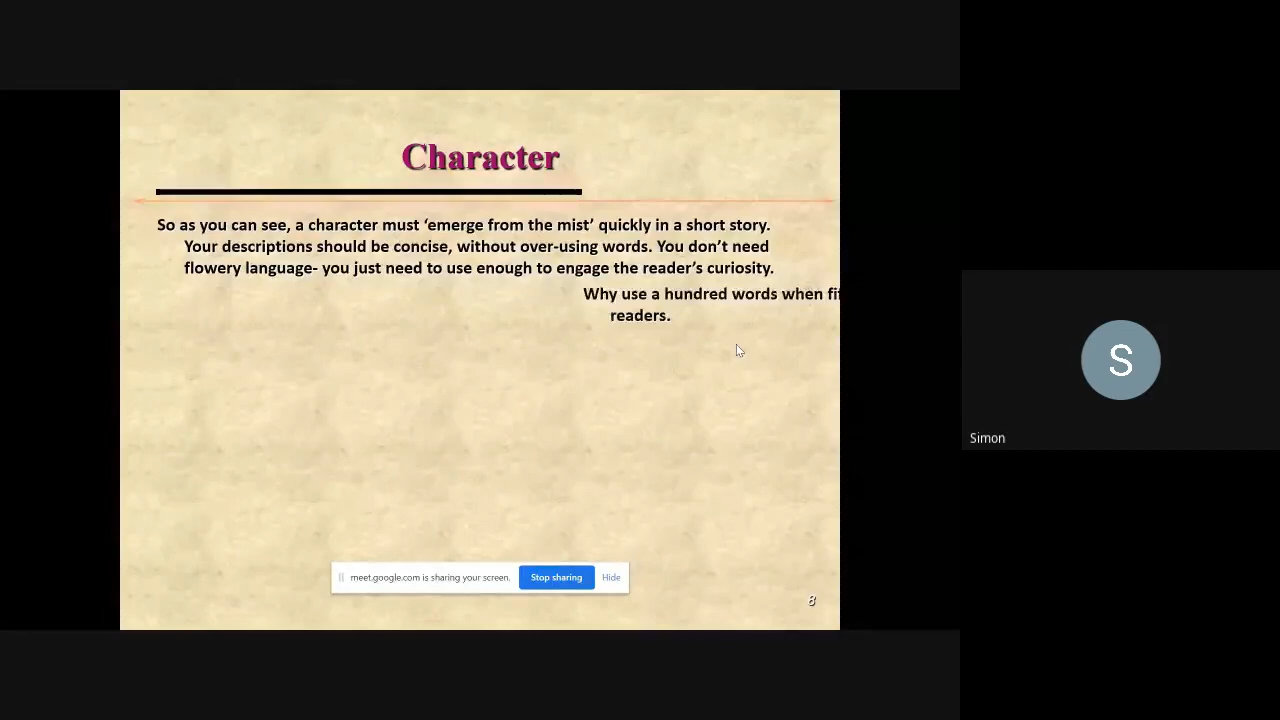 Character
So as you can see, a character must ‘emerge from the mist’ quickly in a short story.
Your descriptions should be concise, without over-using words. You don’t need
flowery language- you just need to use enough to engage the reader’s curiosity.
Why use a hundred words when
readers.
meet.google.com is sharing your screen. Stop sharing Hide
8
S
Simon